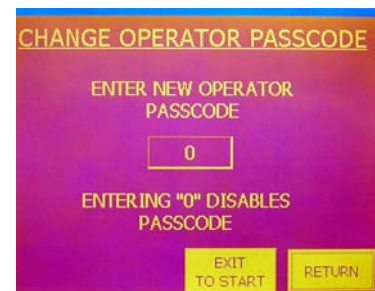 CHANGE OPERATOR PASSCODE
ENTER NEW OPERATOR
PASSCODE
0
ENTERING "0" DISABLES
PASSCODE
EXIT
TO START
RETURN